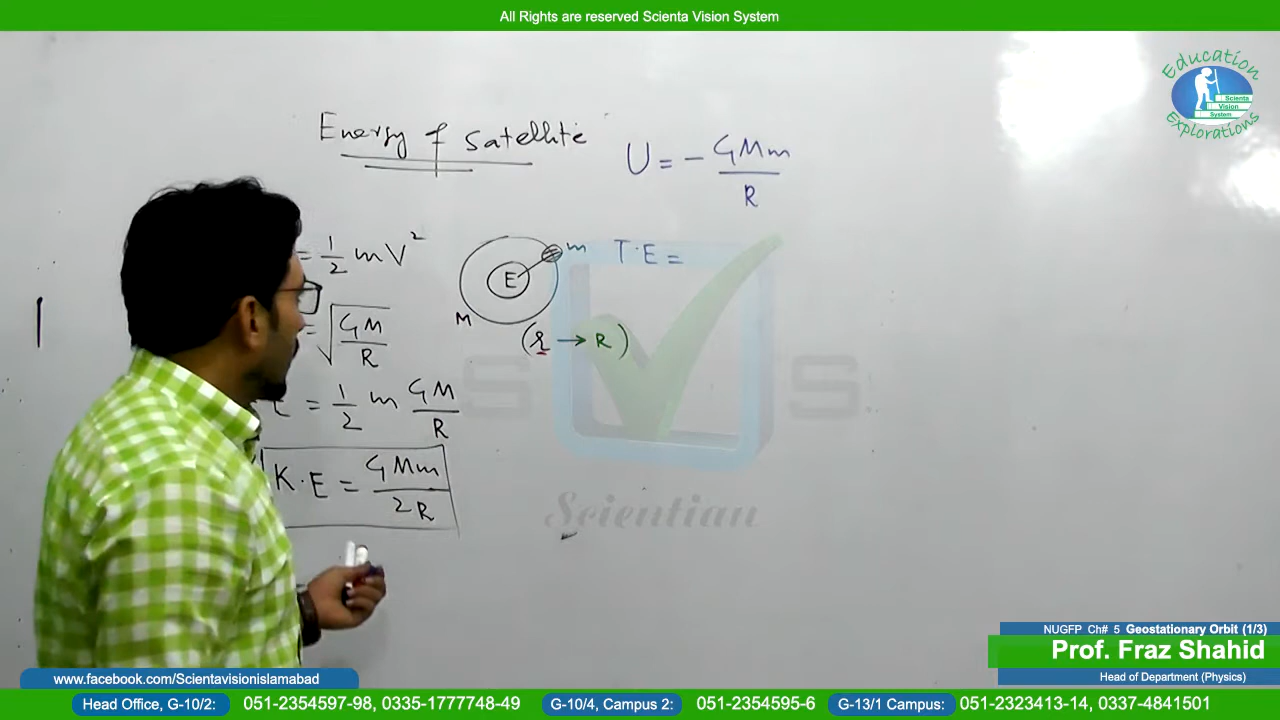 All Rights are reserved Scienta Vision System
Education
Scienta
Vision
System
Explorations
Energy of satellite
U = - GMm/R
= 1/2 mV²
m
T.E =
E
M
= √GM/R
(r → R)
S S
E = 1/2 m GM/R
K.E = GMm/2R
Scientian
NUGFP Ch# 5 Geostationary Orbit (1/3)
Prof. Fraz Shahid
Head of Department (Physics)
www.facebook.com/Scientavisionislamabad
Head Office, G-10/2: 051-2354597-98, 0335-1777748-49 G-10/4, Campus 2: 051-2354595-6 G-13/1 Campus: 051-2323413-14, 0337-4841501